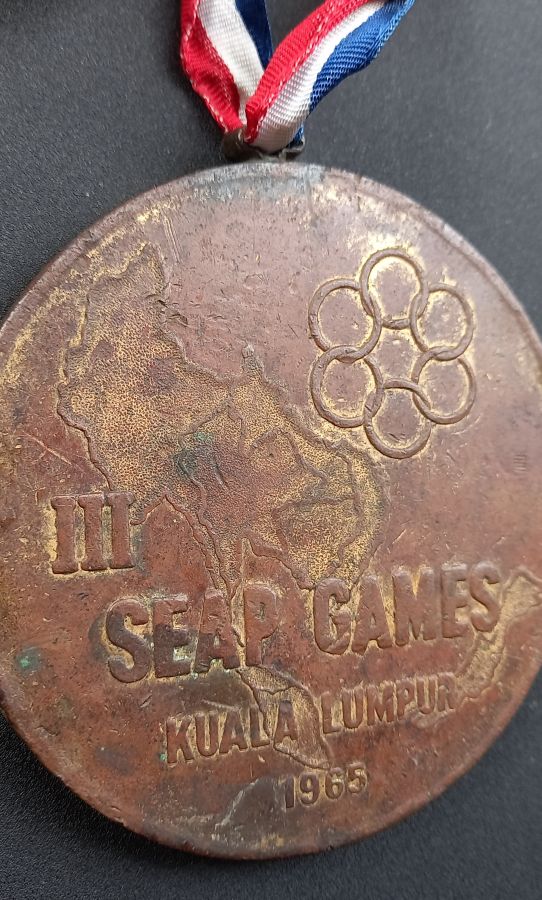 III
SEAP GAMES
KUALA LUMPUR
1965